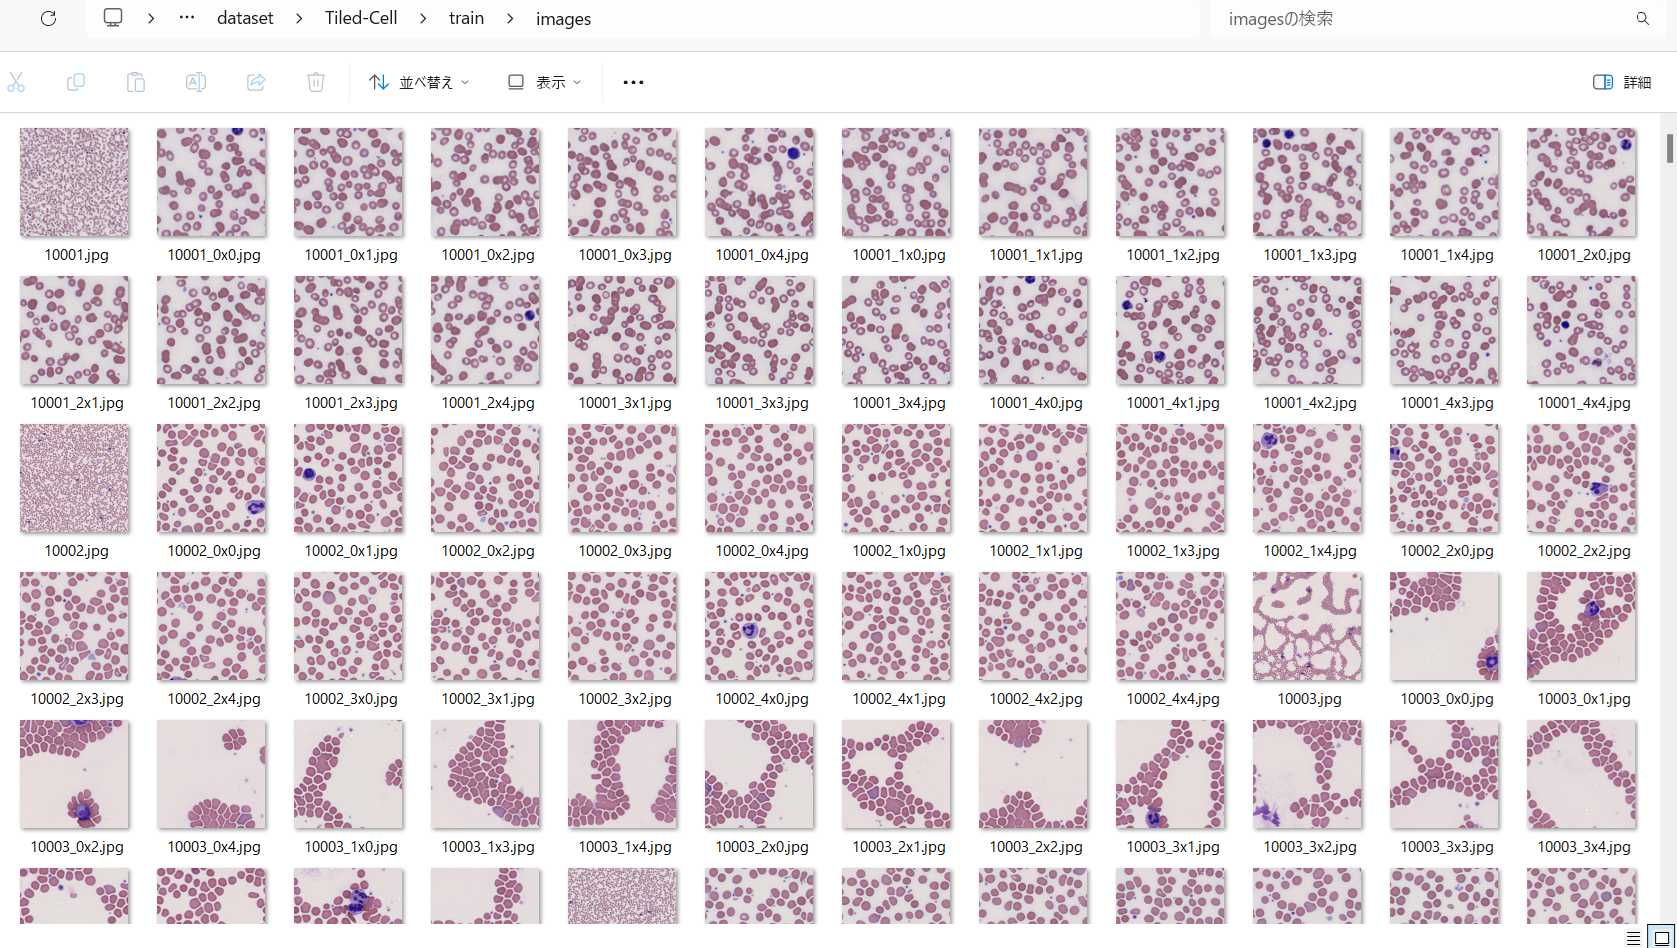 dataset > Tiled-Cell > train > images
imagesの検索
並べ替え 表示 詳細
10001.jpg 10001_0x0.jpg 10001_0x1.jpg 10001_0x2.jpg 10001_0x3.jpg 10001_0x4.jpg 10001_1x0.jpg 10001_1x1.jpg 10001_1x2.jpg 10001_1x3.jpg 10001_1x4.jpg 10001_2x0.jpg
10001_2x1.jpg 10001_2x2.jpg 10001_2x3.jpg 10001_2x4.jpg 10001_3x1.jpg 10001_3x3.jpg 10001_3x4.jpg 10001_4x0.jpg 10001_4x1.jpg 10001_4x2.jpg 10001_4x3.jpg 10001_4x4.jpg
10002.jpg 10002_0x0.jpg 10002_0x1.jpg 10002_0x2.jpg 10002_0x3.jpg 10002_0x4.jpg 10002_1x0.jpg 10002_1x1.jpg 10002_1x3.jpg 10002_1x4.jpg 10002_2x0.jpg 10002_2x2.jpg
10002_2x3.jpg 10002_2x4.jpg 10002_3x0.jpg 10002_3x1.jpg 10002_3x2.jpg 10002_4x0.jpg 10002_4x1.jpg 10002_4x2.jpg 10002_4x4.jpg 10003.jpg 10003_0x0.jpg 10003_0x1.jpg
10003_0x2.jpg 10003_0x4.jpg 10003_1x0.jpg 10003_1x3.jpg 10003_1x4.jpg 10003_2x0.jpg 10003_2x1.jpg 10003_2x2.jpg 10003_3x1.jpg 10003_3x2.jpg 10003_3x3.jpg 10003_3x4.jpg